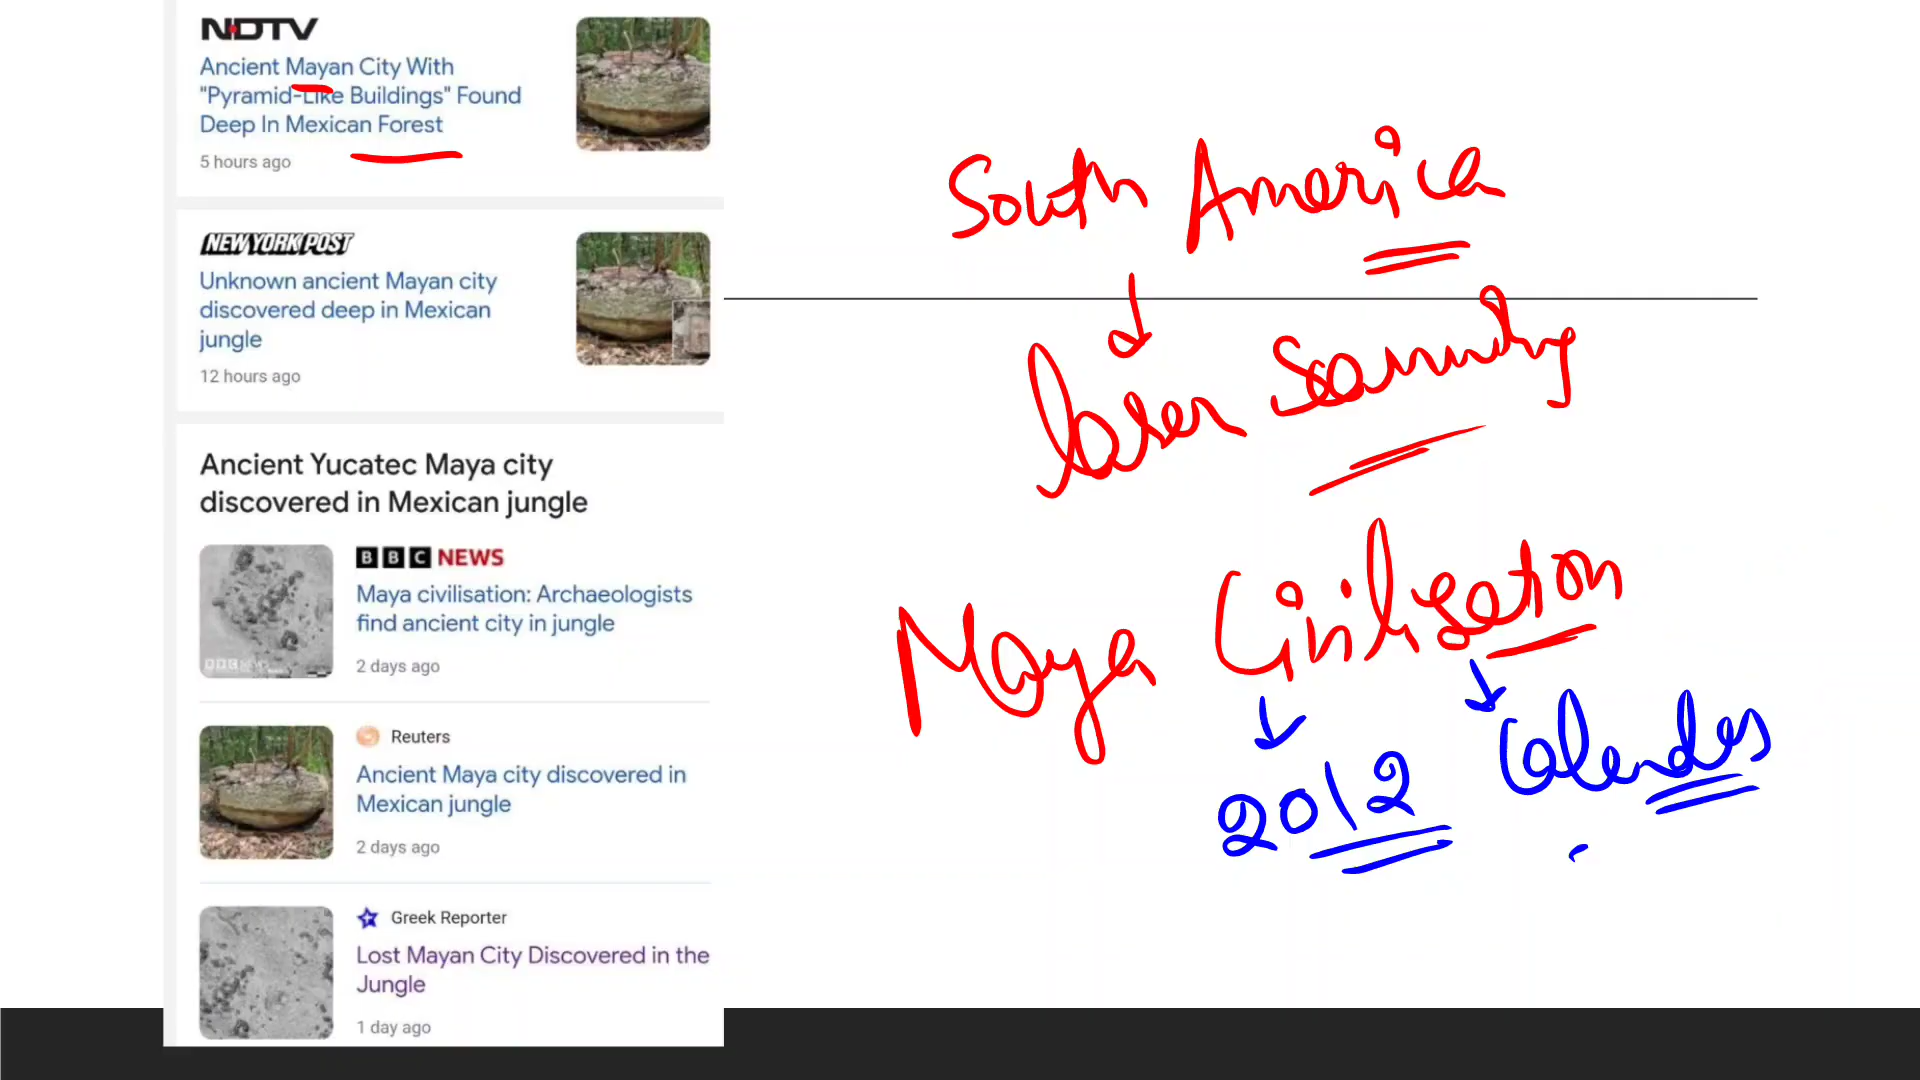 NDTV
Ancient Mayan City With
"Pyramid-Like Buildings" Found
Deep In Mexican Forest
5 hours ago
NEW YORK POST
Unknown ancient Mayan city
discovered deep in Mexican
jungle
12 hours ago
Ancient Yucatec Maya city
discovered in Mexican jungle
BBC NEWS
BBC NEWS
Maya civilisation: Archaeologists
find ancient city in jungle
2 days ago
Reuters
Ancient Maya city discovered in
Mexican jungle
2 days ago
Greek Reporter
Lost Mayan City Discovered in the
Jungle
1 day ago
South America
laser scanning
Maya Civilisation
2012 Calendar